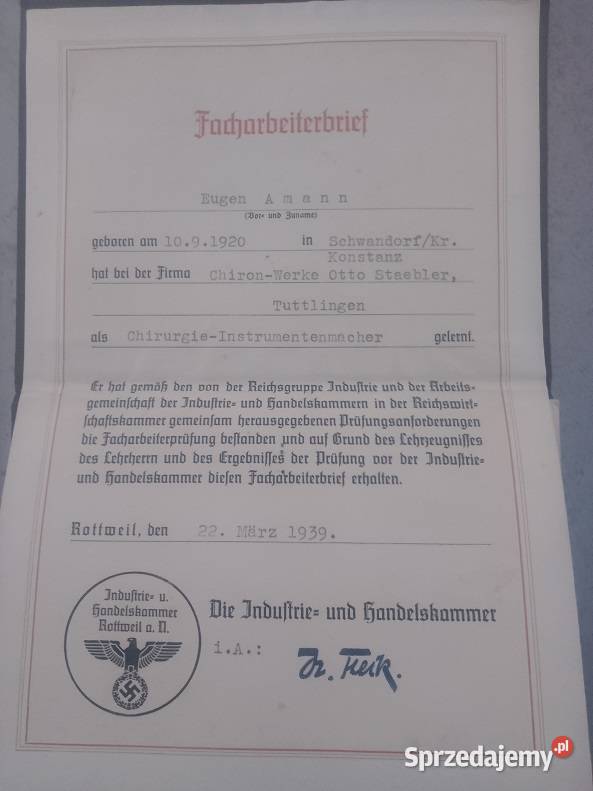 Facharbeiterbrief
Eugen Amann
(Vor- und Zuname)
geboren am 10.9.1920 in Schwandorf/Kr.
Konstanz
hat bei der Firma Chiron-Werke Otto Staebler,
Tuttlingen
als Chirurgie-Instrumentenmacher gelernt.
Er hat gemäß den von der Reichsgruppe Industrie und der Arbeits-
gemeinschaft der Industrie- und Handelskammern in der Reichswirt-
schaftskammer gemeinsam herausgegebenen Prüfungsanforderungen
die Facharbeiterprüfung bestanden und auf Grund des Lehrzeugnisses
des Lehrherrn und des Ergebnisses der Prüfung vor der Industrie-
und Handelskammer diesen Facharbeiterbrief erhalten.
Rottweil, den 22. März 1939.
Industrie- u.
Handelskammer
Rottweil a. N.
Die Industrie- und Handelskammer
i.A.:
Sprzedajemy.pl